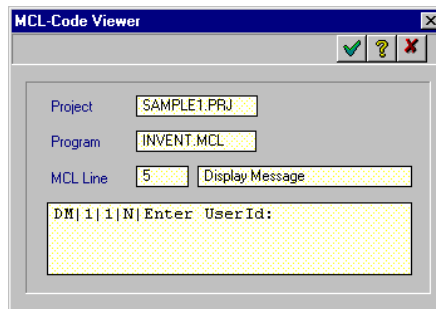 MCL-Code Viewer
Project SAMPLE1.PRJ
Program INVENT.MCL
MCL Line 5 Display Message
DM|1|1|N|Enter UserId: